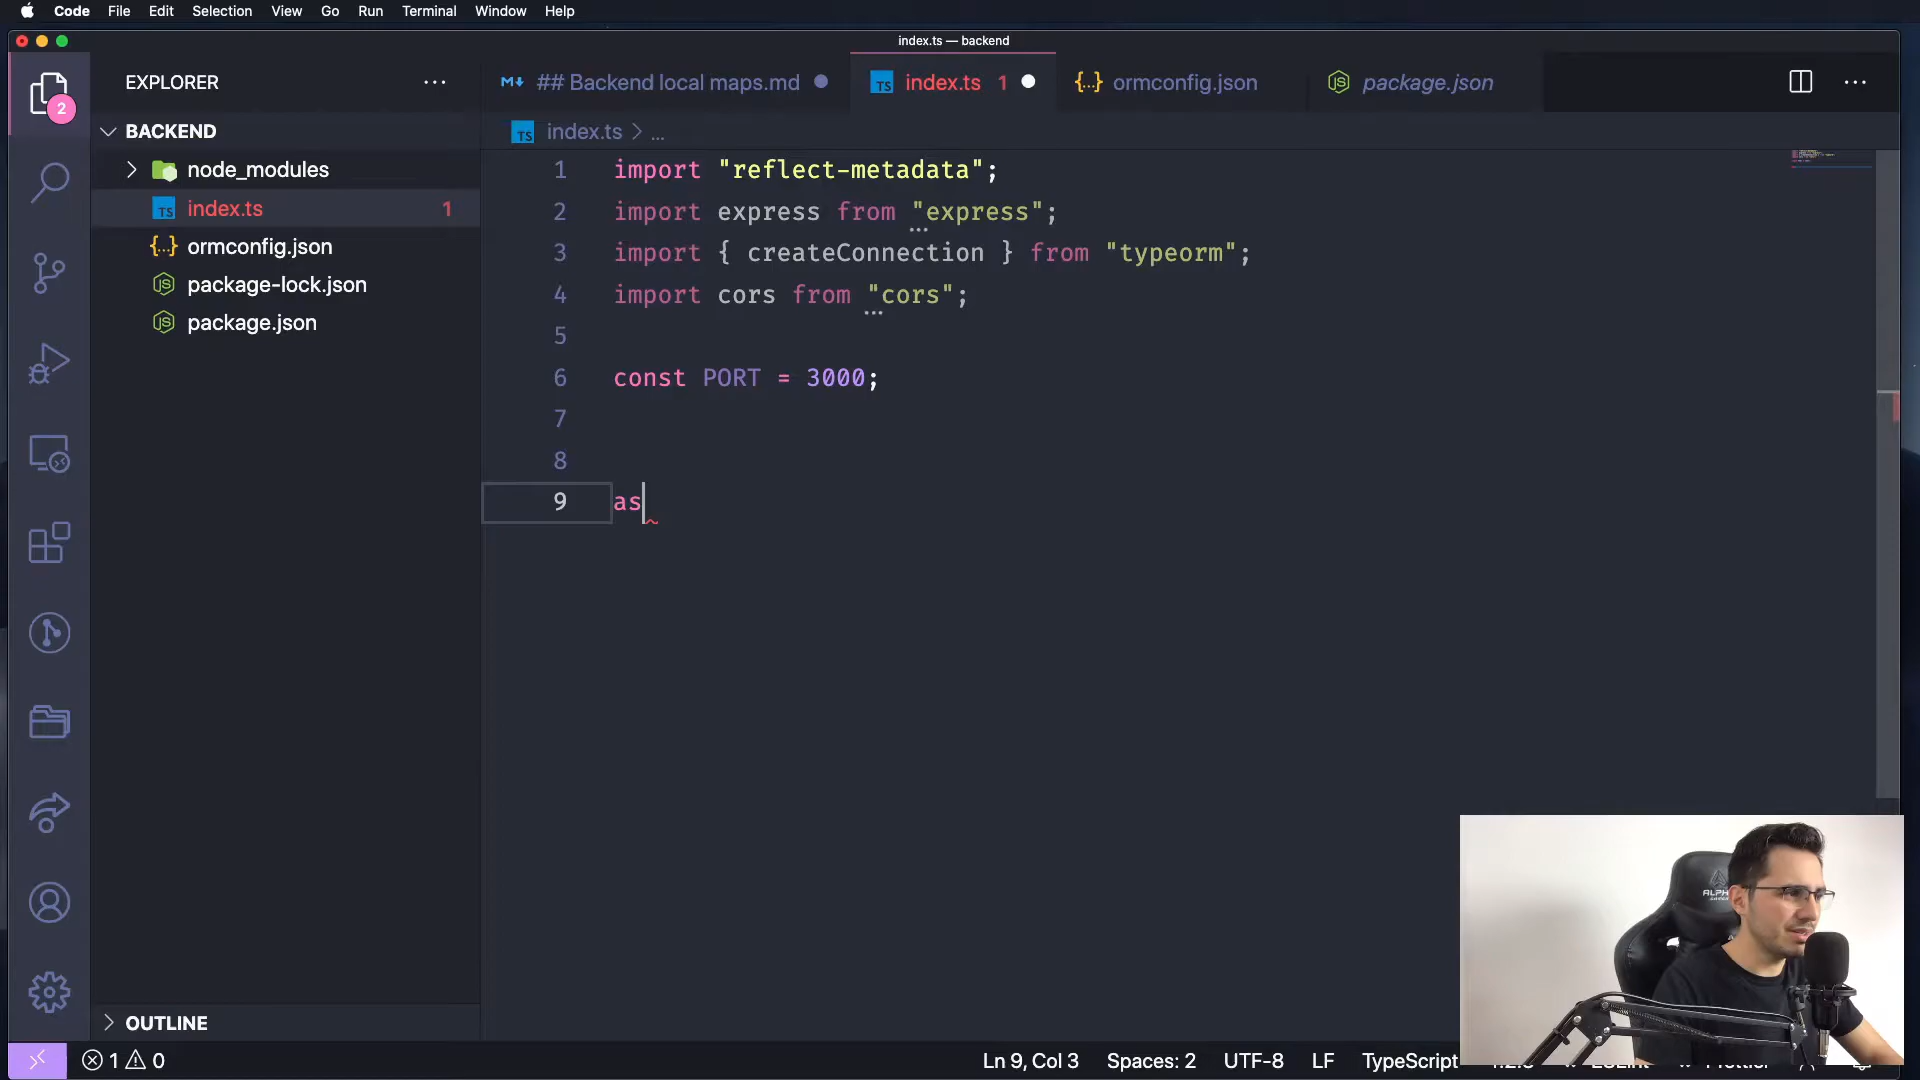 Code File Edit Selection View Go Run Terminal Window Help
index.ts — backend
EXPLORER
## Backend local maps.md
index.ts 1
ormconfig.json
package.json
BACKEND
index.ts > ...
node_modules
index.ts 1
ormconfig.json
package-lock.json
package.json
1 import "reflect-metadata";
2 import express from "express";
3 import { createConnection } from "typeorm";
4 import cors from "cors";
5
6 const PORT = 3000;
7
8
9 as
2
TS
OUTLINE
1 0
Ln 9, Col 3 Spaces: 2 UTF-8 LF TypeScript